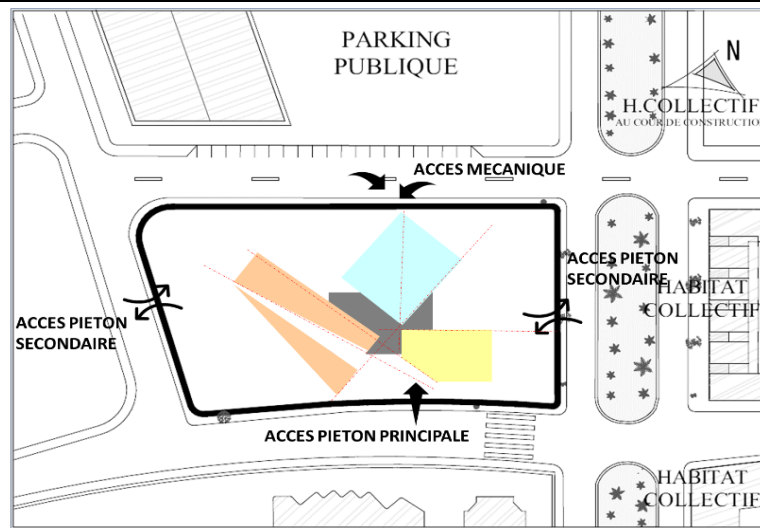 PARKING
PUBLIQUE
N
H.COLLECTIF
AU COUR DE CONSTRUCTIO
ACCES MECANIQUE
ACCES PIETON
SECONDAIRE
HABITAT
COLLECTIF
ACCES PIETON
SECONDAIRE
ACCES PIETON PRINCIPALE
HABITAT
COLLECTIF